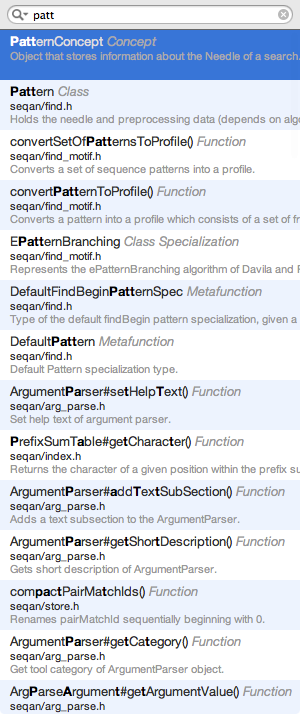 patt
PatternConcept Concept
Object that stores information about the Needle of a search.
Pattern Class
seqan/find.h
Holds the needle and preprocessing data (depends on algo
convertSetOfPatternsToProfile() Function
seqan/find_motif.h
Converts a set of sequence patterns into a profile.
convertPatternToProfile() Function
seqan/find_motif.h
Converts a pattern into a profile which consists of a set of fr
EPatternBranching Class Specialization
seqan/find_motif.h
Represents the ePatternBranching algorithm of Davila and
DefaultFindBeginPatternSpec Metafunction
seqan/find.h
Type of the default findBegin pattern specialization, given a
DefaultPattern Metafunction
seqan/find.h
Default Pattern specialization type.
ArgumentParser#setHelpText() Function
seqan/arg_parse.h
Set help text of argument parser.
PrefixSumTable#getCharacter() Function
seqan/index.h
Returns the character of a given position within the prefix su
ArgumentParser#addTextSubSection() Function
seqan/arg_parse.h
Adds a text subsection to the ArgumentParser.
ArgumentParser#getShortDescription() Function
seqan/arg_parse.h
Gets short description of ArgumentParser.
compactPairMatchIds() Function
seqan/store.h
Renames pairMatchId sequentially beginning with 0.
ArgumentParser#getCategory() Function
seqan/arg_parse.h
Get tool category of ArgumentParser object.
ArgParseArgument#getArgumentValue() Function
seqan/arg_parse.h